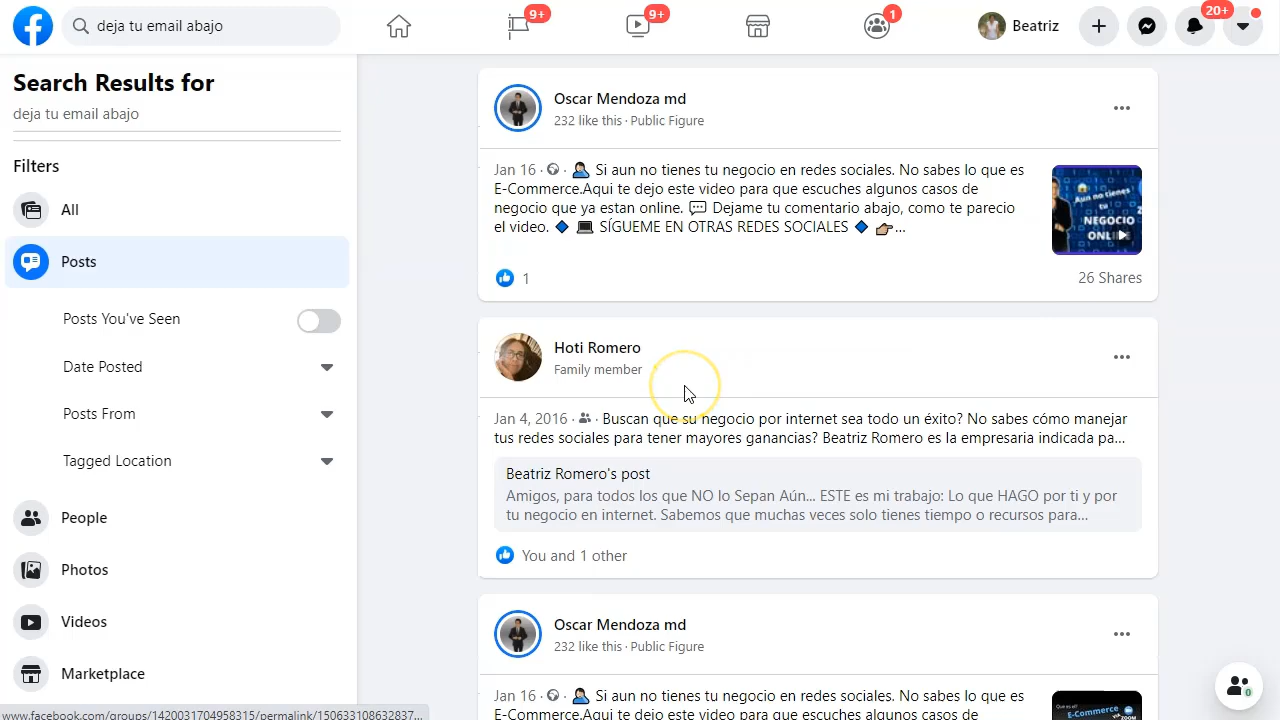 deja tu email abajo
9+
9+
1
Beatriz
20+
Search Results for
deja tu email abajo
Filters
All
Posts
Posts You've Seen
Date Posted
Posts From
Tagged Location
People
Photos
Videos
Marketplace
Oscar Mendoza md
232 like this · Public Figure
Jan 16 · Si aun no tienes tu negocio en redes sociales. No sabes lo que es
E-Commerce.Aqui te dejo este video para que escuches algunos casos de
negocio que ya estan online. 💬 Dejame tu comentario abajo, como te parecio
el video. 🔷 💻 SÍGUEME EN OTRAS REDES SOCIALES 🔷 👉...
Aun no tienes
tu
NEGOCIO
ONLINE
1
26 Shares
Hoti Romero
Family member
Jan 4, 2016 · Buscan que su negocio por internet sea todo un éxito? No sabes cómo manejar
tus redes sociales para tener mayores ganancias? Beatriz Romero es la empresaria indicada pa...
Beatriz Romero's post
Amigos, para todos los que NO lo Sepan Aún... ESTE es mi trabajo: Lo que HAGO por ti y por
tu negocio en internet. Sabemos que muchas veces solo tienes tiempo o recursos para...
You and 1 other
Oscar Mendoza md
232 like this · Public Figure
Jan 16 · Si aun no tienes tu negocio en redes sociales. No sabes lo que es
E-Commerce.Aqui te dejo este video para que escuches algunos casos de
E-Commerce
ZOOM
0